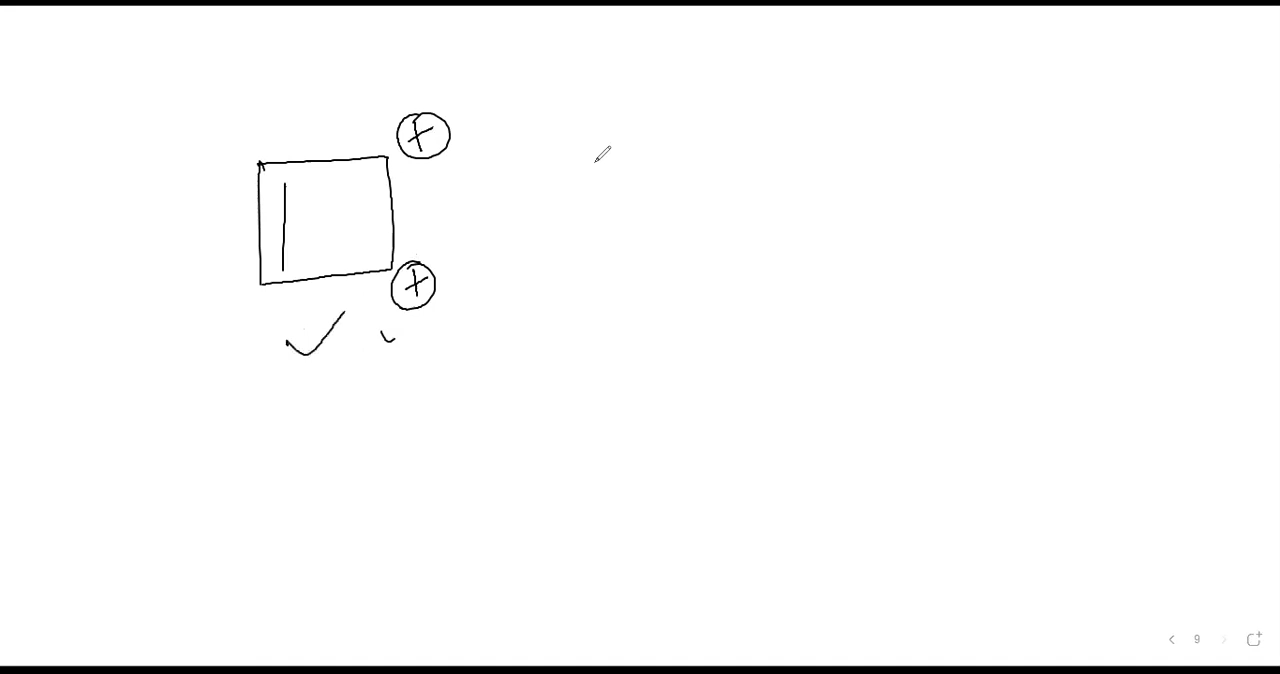 +
+
✓
9